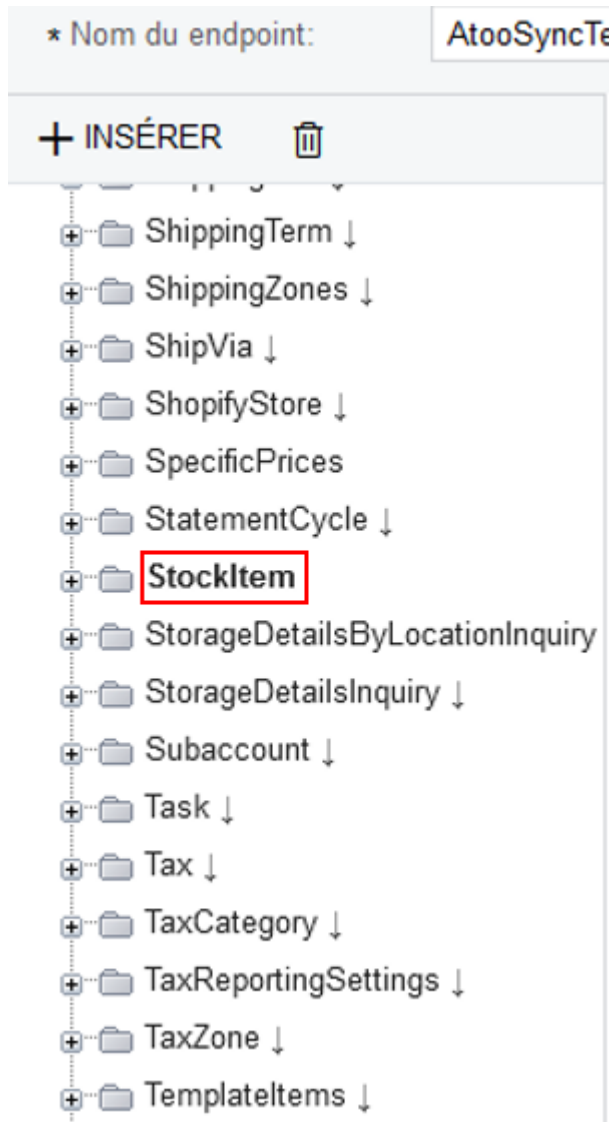 * Nom du endpoint: AtooSyncTe
+ INSÉRER
ShippingTerm ↓
ShippingZones ↓
ShipVia ↓
ShopifyStore ↓
SpecificPrices
StatementCycle ↓
StockItem
StorageDetailsByLocationInquiry
StorageDetailsInquiry ↓
Subaccount ↓
Task ↓
Tax ↓
TaxCategory ↓
TaxReportingSettings ↓
TaxZone ↓
TemplateItems ↓